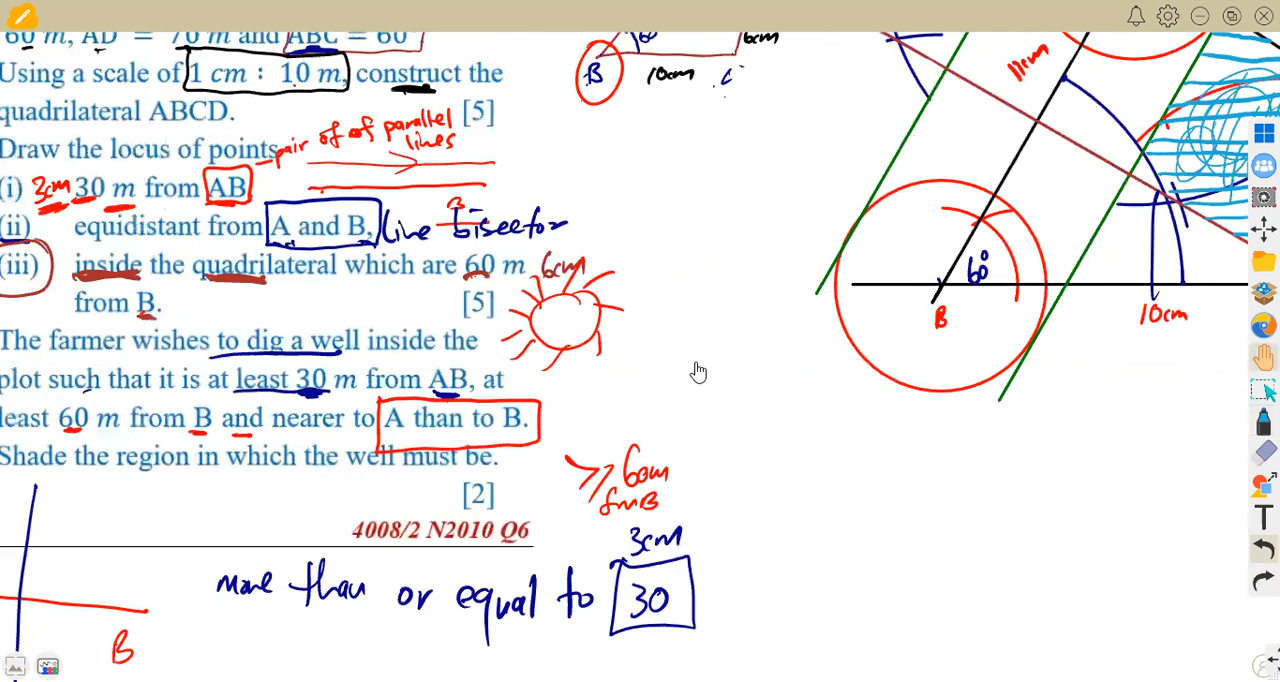 60 m, AD = 70 m and ABC = 60
Using a scale of 1 cm : 10 m, construct the
quadrilateral ABCD. [5]
Draw the locus of points
pair of of parallel
lines
(i) 3cm 30 m from AB
(ii) equidistant from A and B, line bisector
B
(iii) inside the quadrilateral which are 60 m 6cm
from B. [5]
The farmer wishes to dig a well inside the
plot such that it is at least 30 m from AB, at
least 60 m from B and nearer to A than to B.
Shade the region in which the well must be.
[2]
4008/2 N2010 Q6
more than or equal to 30
3cm
⩾ 60m
from B
B
60
6cm
B
10cm
C
11cm
60°
B
10cm
T